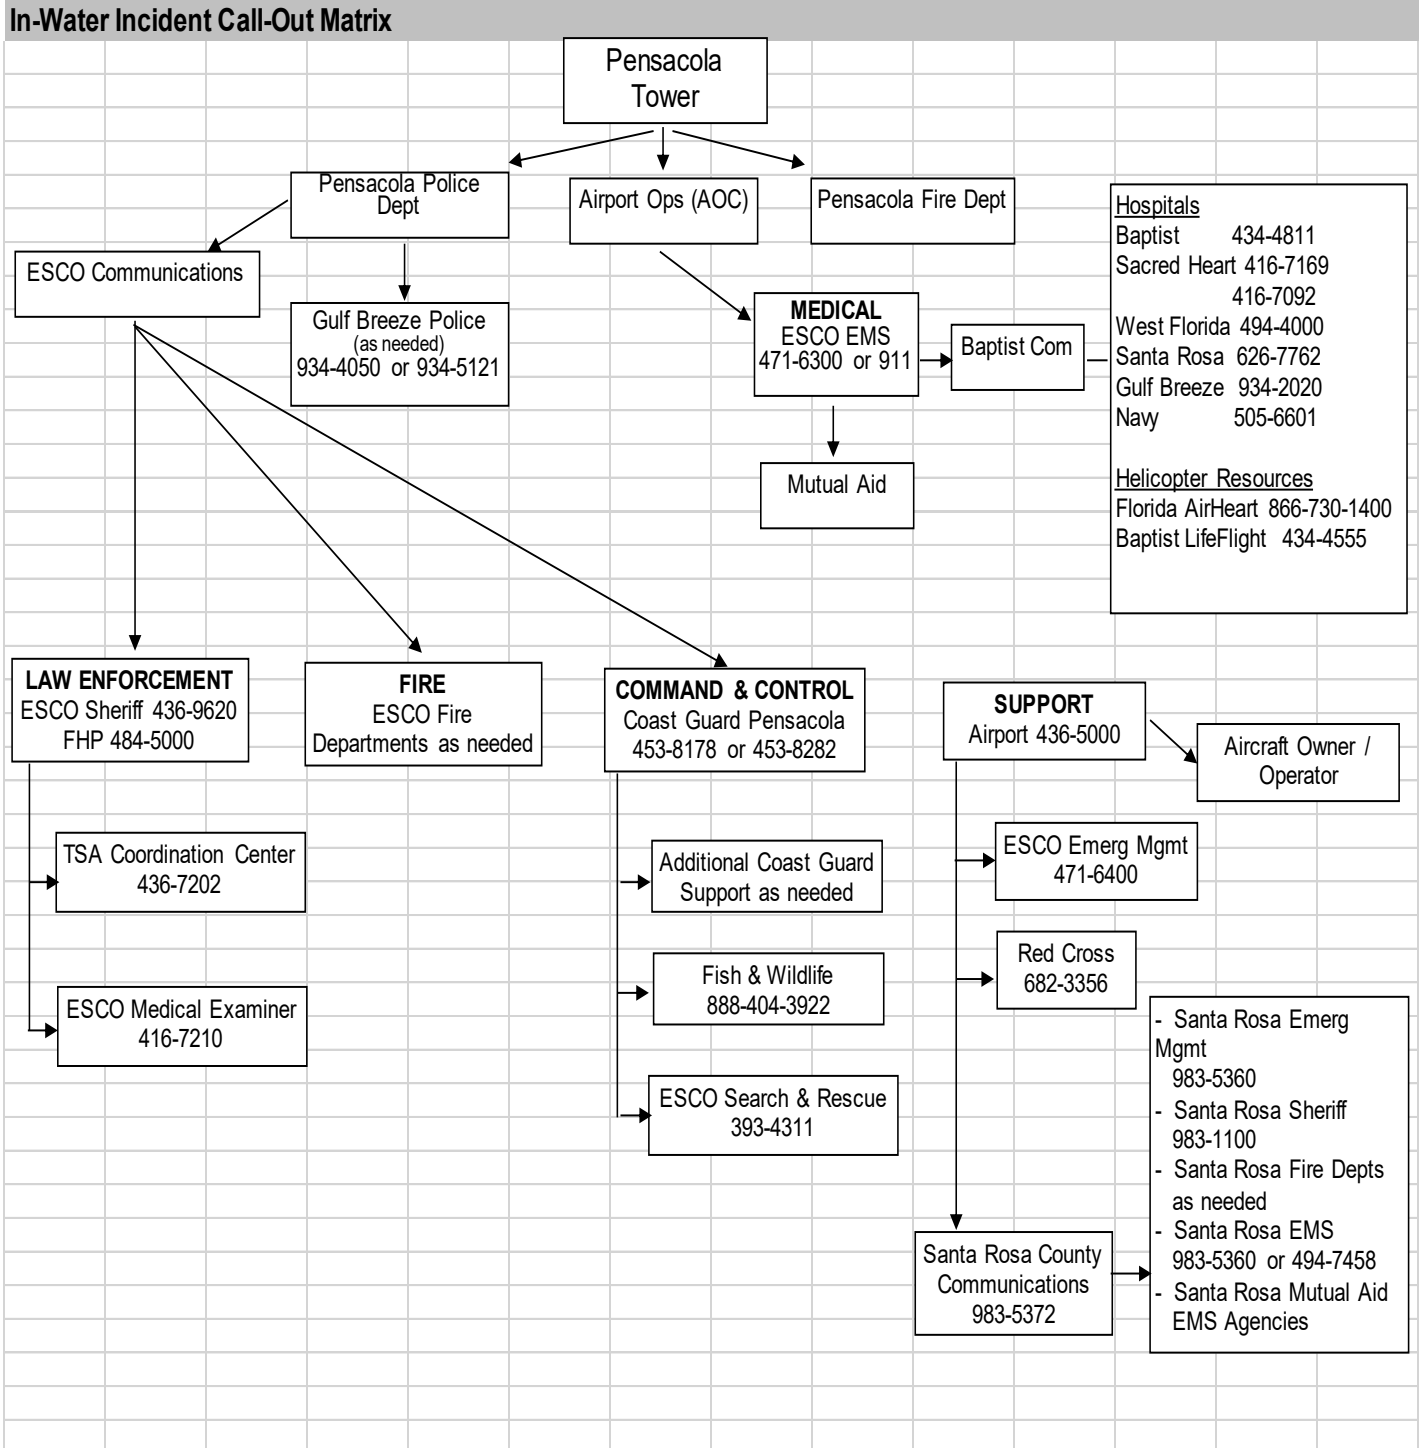 In-Water Incident Call-Out Matrix
Pensacola
Tower
Pensacola Police
Dept
Airport Ops (AOC)
Pensacola Fire Dept
ESCO Communications
Gulf Breeze Police
(as needed)
934-4050 or 934-5121
MEDICAL
ESCO EMS
471-6300 or 911
Baptist Com
Mutual Aid
Hospitals
Baptist 434-4811
Sacred Heart 416-7169
416-7092
West Florida 494-4000
Santa Rosa 626-7762
Gulf Breeze 934-2020
Navy 505-6601
Helicopter Resources
Florida AirHeart 866-730-1400
Baptist LifeFlight 434-4555
LAW ENFORCEMENT
ESCO Sheriff 436-9620
FHP 484-5000
FIRE
ESCO Fire
Departments as needed
COMMAND & CONTROL
Coast Guard Pensacola
453-8178 or 453-8282
SUPPORT
Airport 436-5000
Aircraft Owner /
Operator
TSA Coordination Center
436-7202
ESCO Medical Examiner
416-7210
Additional Coast Guard
Support as needed
Fish & Wildlife
888-404-3922
ESCO Search & Rescue
393-4311
ESCO Emerg Mgmt
471-6400
Red Cross
682-3356
Santa Rosa County
Communications
983-5372
- Santa Rosa Emerg
Mgmt
983-5360
- Santa Rosa Sheriff
983-1100
- Santa Rosa Fire Depts
as needed
- Santa Rosa EMS
983-5360 or 494-7458
- Santa Rosa Mutual Aid
EMS Agencies